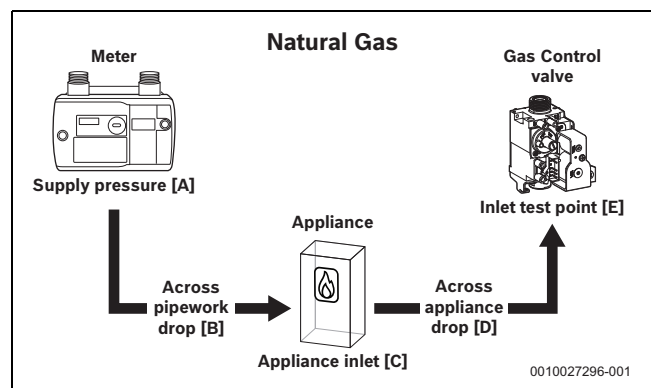 Natural Gas
Meter
Gas Control
valve
Supply pressure [A]
Inlet test point [E]
Appliance
Across
pipework
drop [B]
Across
appliance
drop [D]
Appliance inlet [C]
0010027296-001